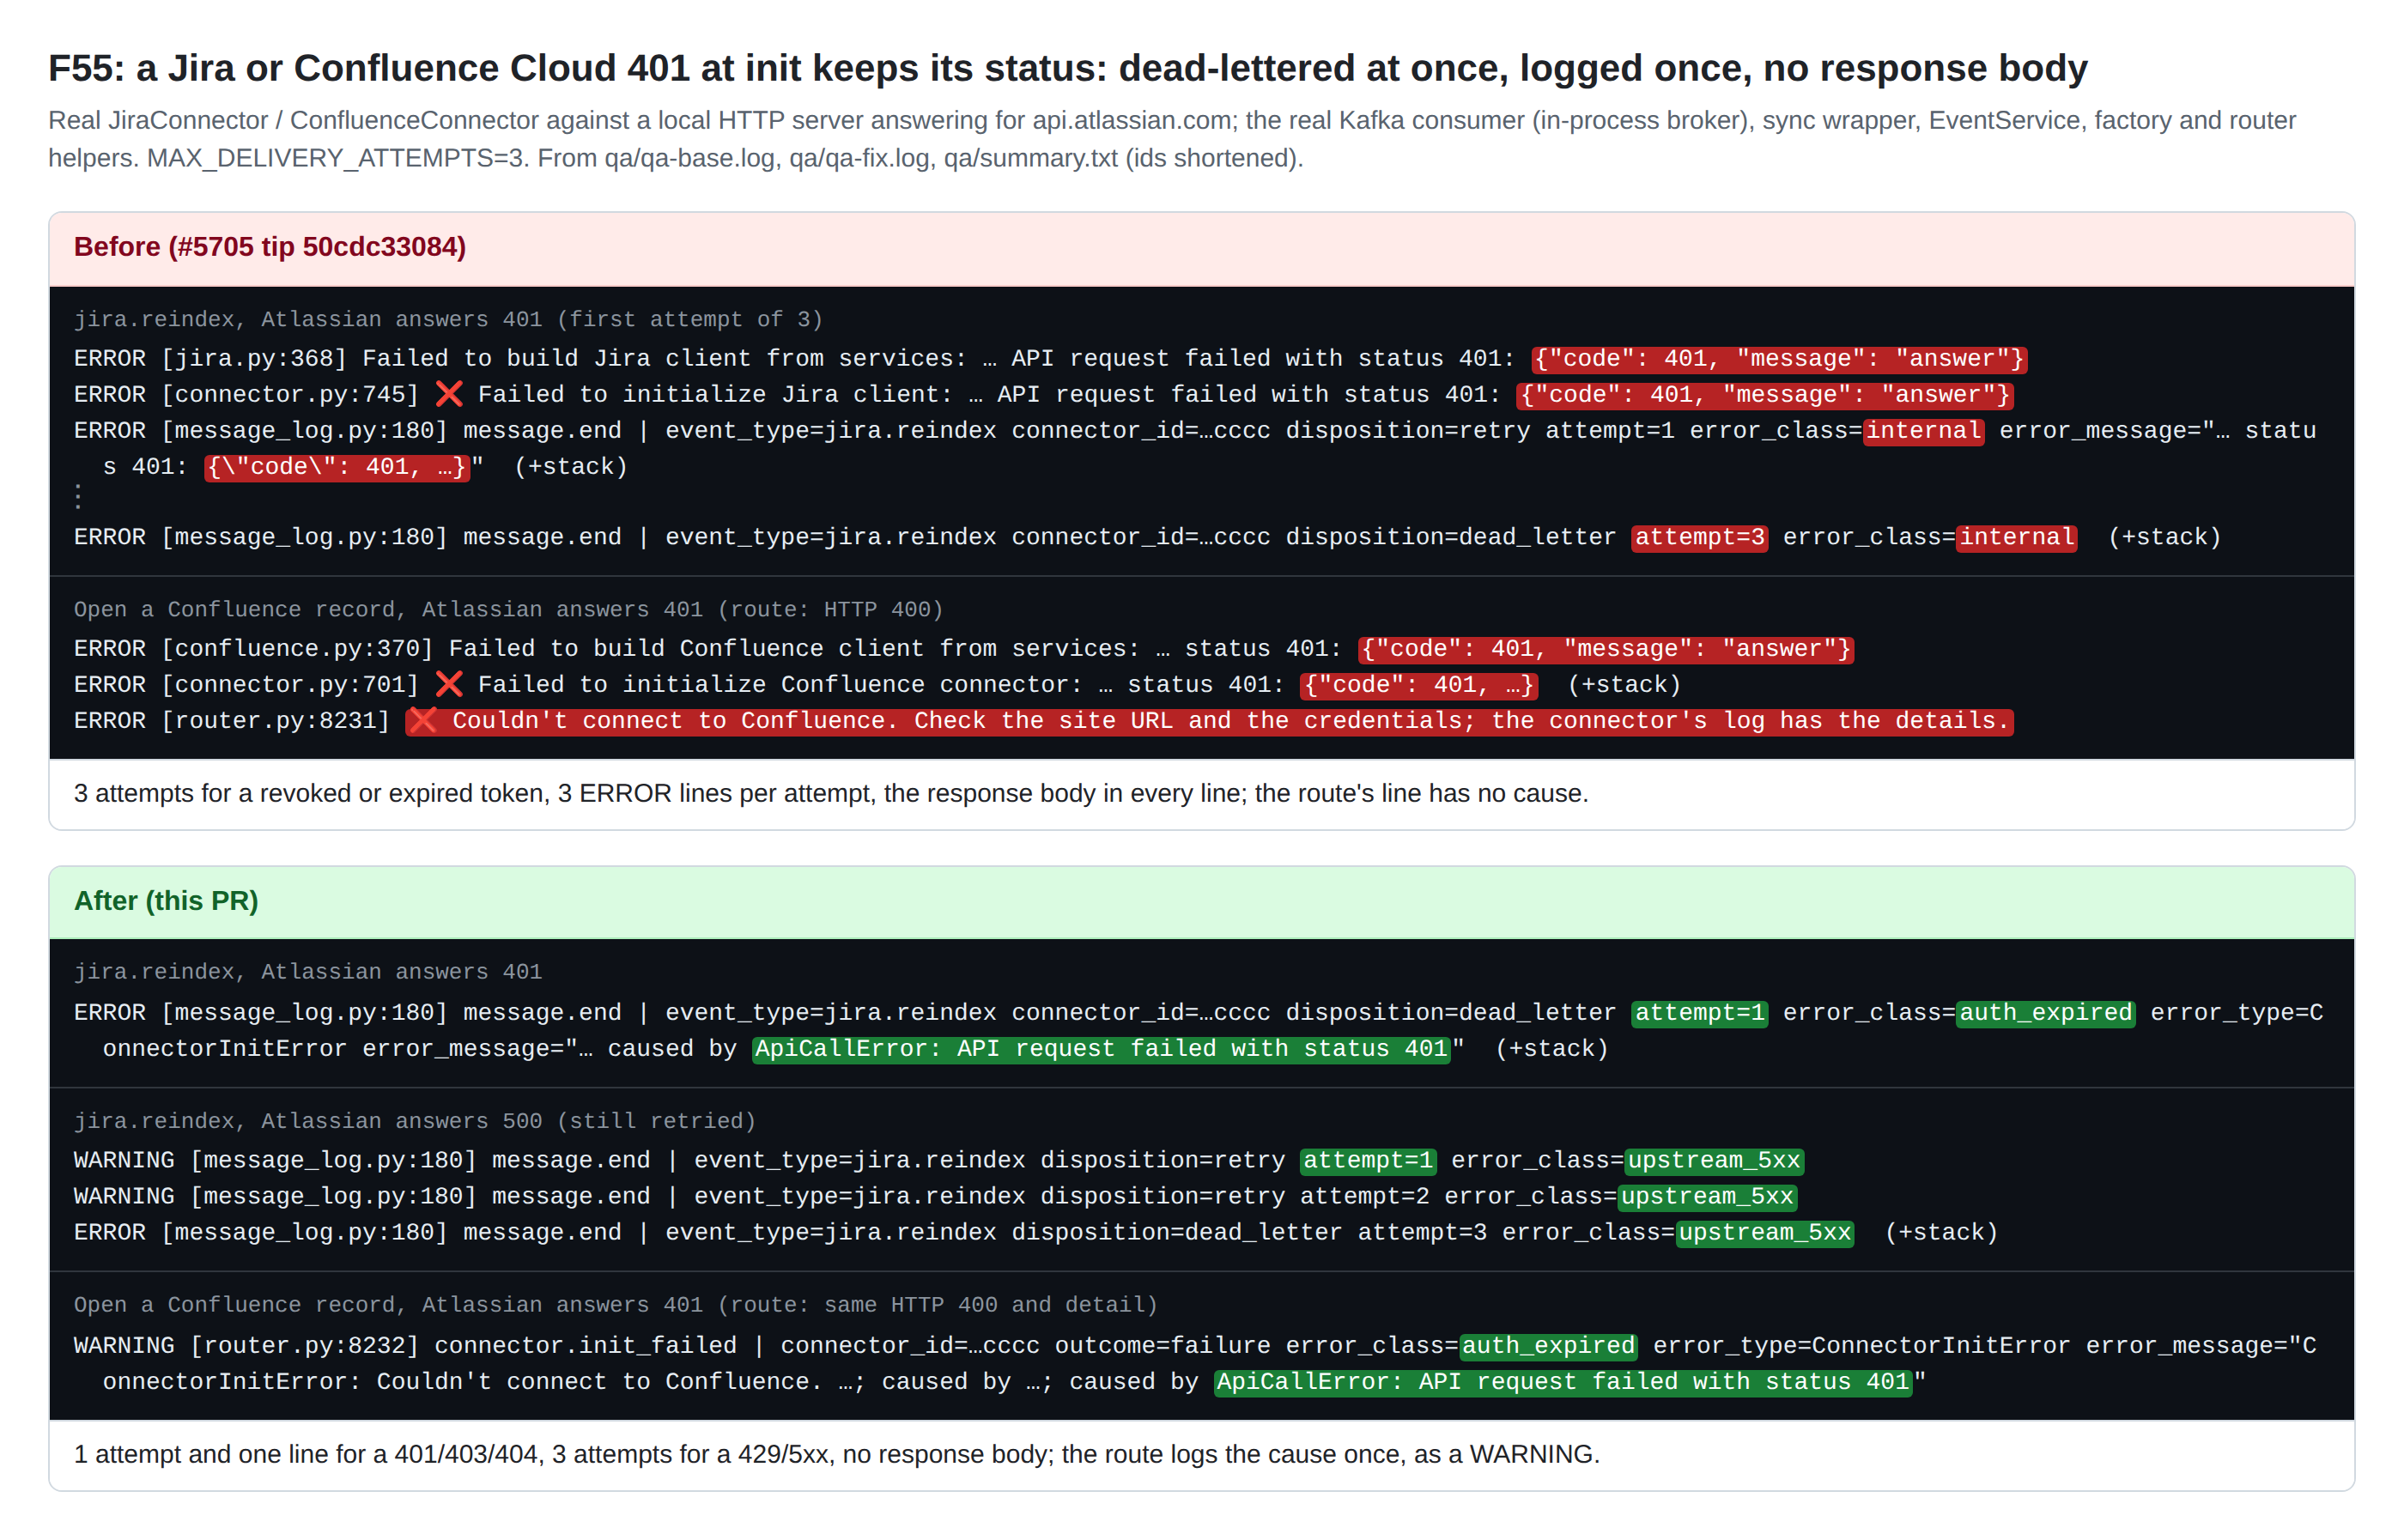 F55: a Jira or Confluence Cloud 401 at init keeps its status: dead-lettered at once, logged once, no response body
Real JiraConnector / ConfluenceConnector against a local HTTP server answering for api.atlassian.com; the real Kafka consumer (in-process broker), sync wrapper, EventService, factory and router
helpers. MAX_DELIVERY_ATTEMPTS=3. From qa/qa-base.log, qa/qa-fix.log, qa/summary.txt (ids shortened).
Before (#5705 tip 50cdc33084)
jira.reindex, Atlassian answers 401 (first attempt of 3)
ERROR [jira.py:368] Failed to build Jira client from services: … API request failed with status 401: {"code": 401, "message": "answer"}
ERROR [connector.py:745] ❌ Failed to initialize Jira client: … API request failed with status 401: {"code": 401, "message": "answer"}
ERROR [message_log.py:180] message.end | event_type=jira.reindex connector_id=…cccc disposition=retry attempt=1 error_class=internal error_message="… statu
s 401: {\"code\": 401, …}"  (+stack)
⋮
ERROR [message_log.py:180] message.end | event_type=jira.reindex connector_id=…cccc disposition=dead_letter attempt=3 error_class=internal  (+stack)
Open a Confluence record, Atlassian answers 401 (route: HTTP 400)
ERROR [confluence.py:370] Failed to build Confluence client from services: … status 401: {"code": 401, "message": "answer"}
ERROR [connector.py:701] ❌ Failed to initialize Confluence connector: … status 401: {"code": 401, …}  (+stack)
ERROR [router.py:8231] ❌ Couldn't connect to Confluence. Check the site URL and the credentials; the connector's log has the details.
3 attempts for a revoked or expired token, 3 ERROR lines per attempt, the response body in every line; the route's line has no cause.
After (this PR)
jira.reindex, Atlassian answers 401
ERROR [message_log.py:180] message.end | event_type=jira.reindex connector_id=…cccc disposition=dead_letter attempt=1 error_class=auth_expired error_type=C
onnectorInitError error_message="… caused by ApiCallError: API request failed with status 401"  (+stack)
jira.reindex, Atlassian answers 500 (still retried)
WARNING [message_log.py:180] message.end | event_type=jira.reindex disposition=retry attempt=1 error_class=upstream_5xx
WARNING [message_log.py:180] message.end | event_type=jira.reindex disposition=retry attempt=2 error_class=upstream_5xx
ERROR [message_log.py:180] message.end | event_type=jira.reindex disposition=dead_letter attempt=3 error_class=upstream_5xx  (+stack)
Open a Confluence record, Atlassian answers 401 (route: same HTTP 400 and detail)
WARNING [router.py:8232] connector.init_failed | connector_id=…cccc outcome=failure error_class=auth_expired error_type=ConnectorInitError error_message="C
onnectorInitError: Couldn't connect to Confluence. …; caused by …; caused by ApiCallError: API request failed with status 401"
1 attempt and one line for a 401/403/404, 3 attempts for a 429/5xx, no response body; the route logs the cause once, as a WARNING.